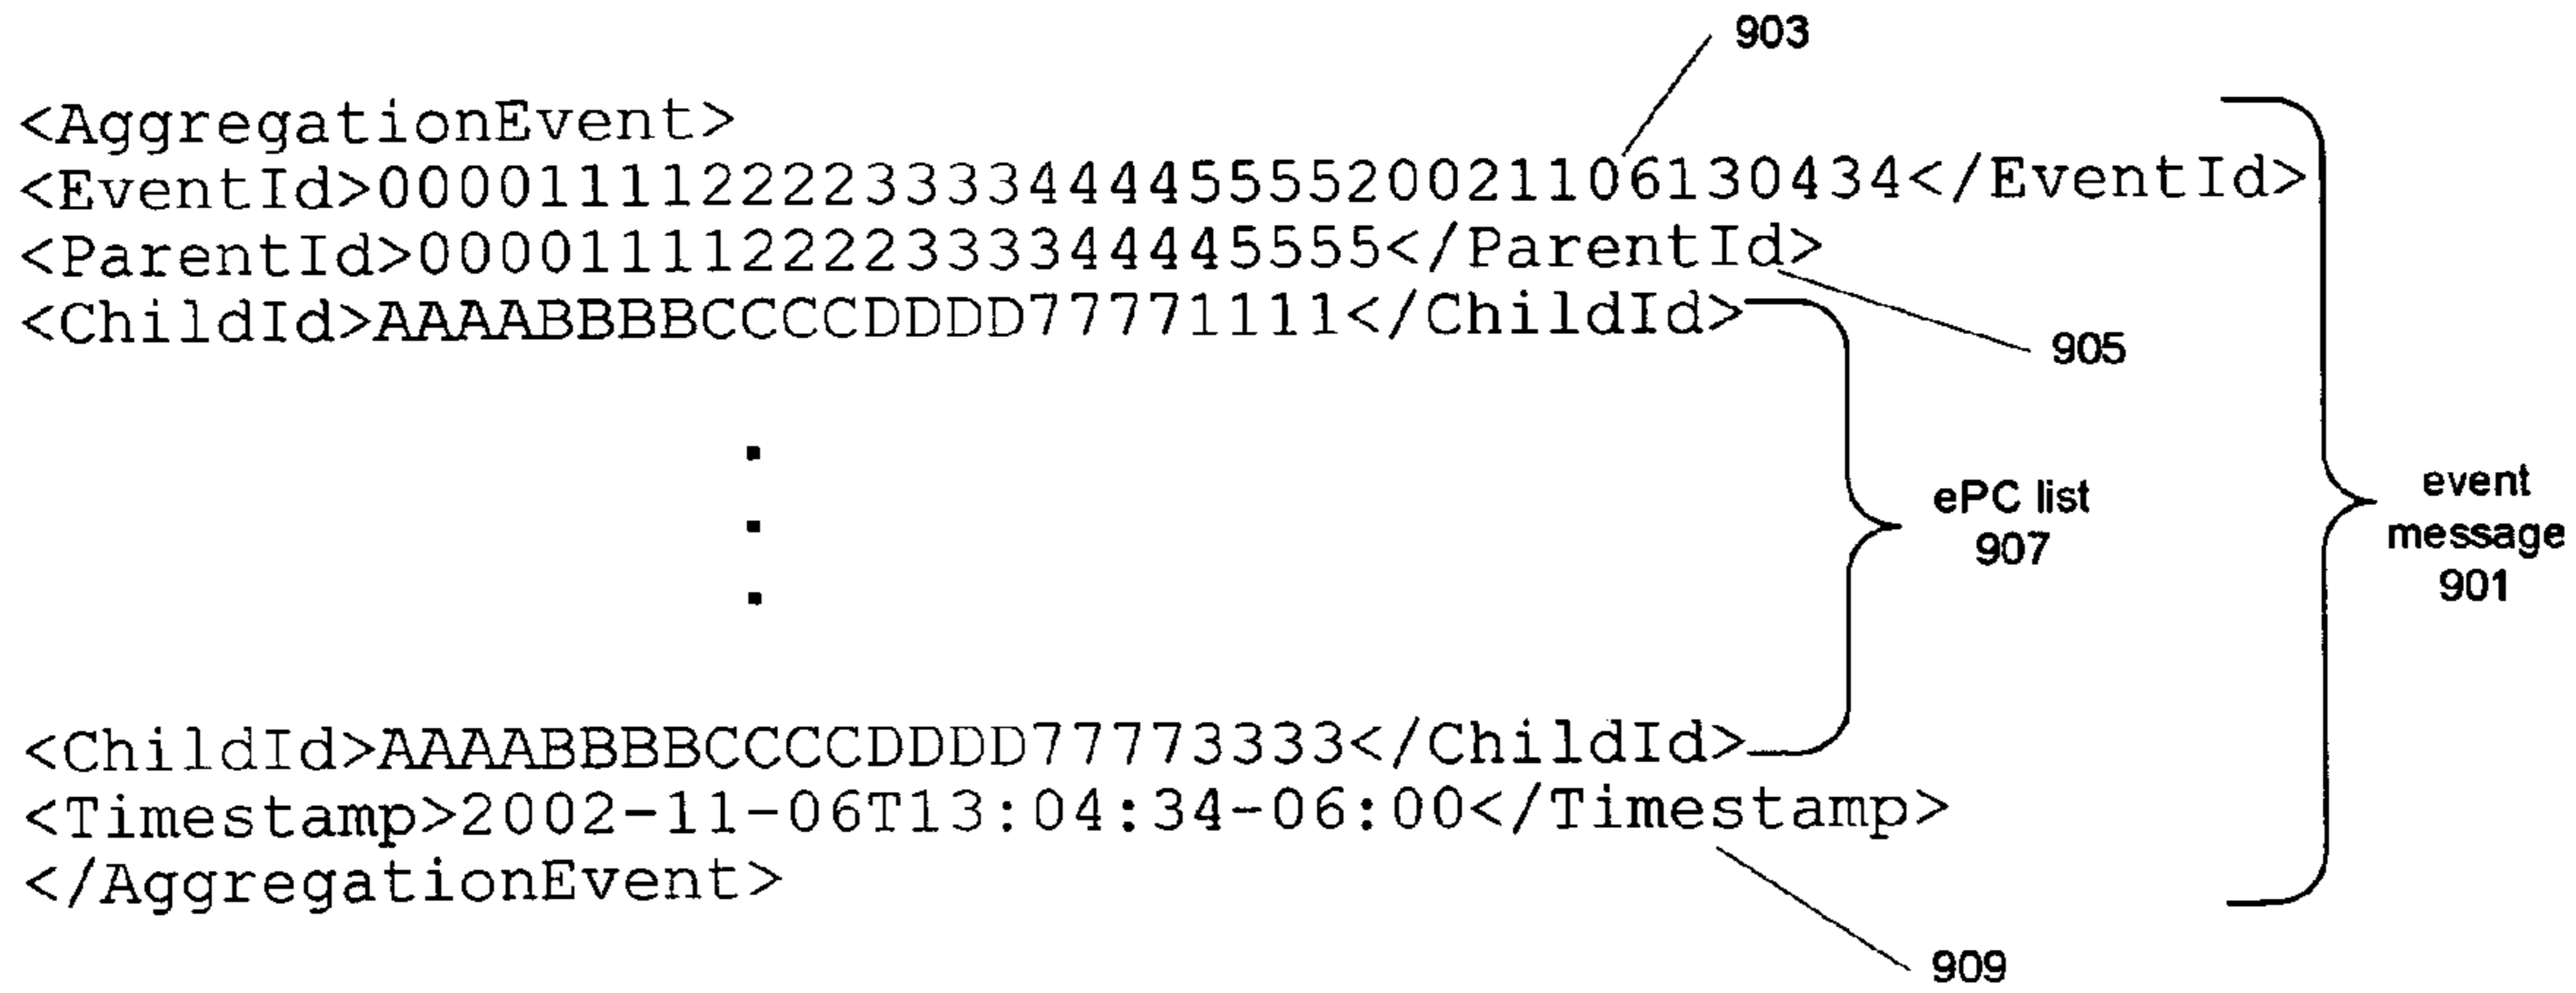 903
<AggregationEvent>
<EventId>00001111222233334444555520021106130434</EventId>
<ParentId>000011112222333344445555</ParentId>
<ChildId>AAAABBBBCCCCDDDD77771111</ChildId>
905
ePC list
907
event
message
901
<ChildId>AAAABBBBCCCCDDDD77773333</ChildId>
<Timestamp>2002-11-06T13:04:34-06:00</Timestamp>
</AggregationEvent>
909